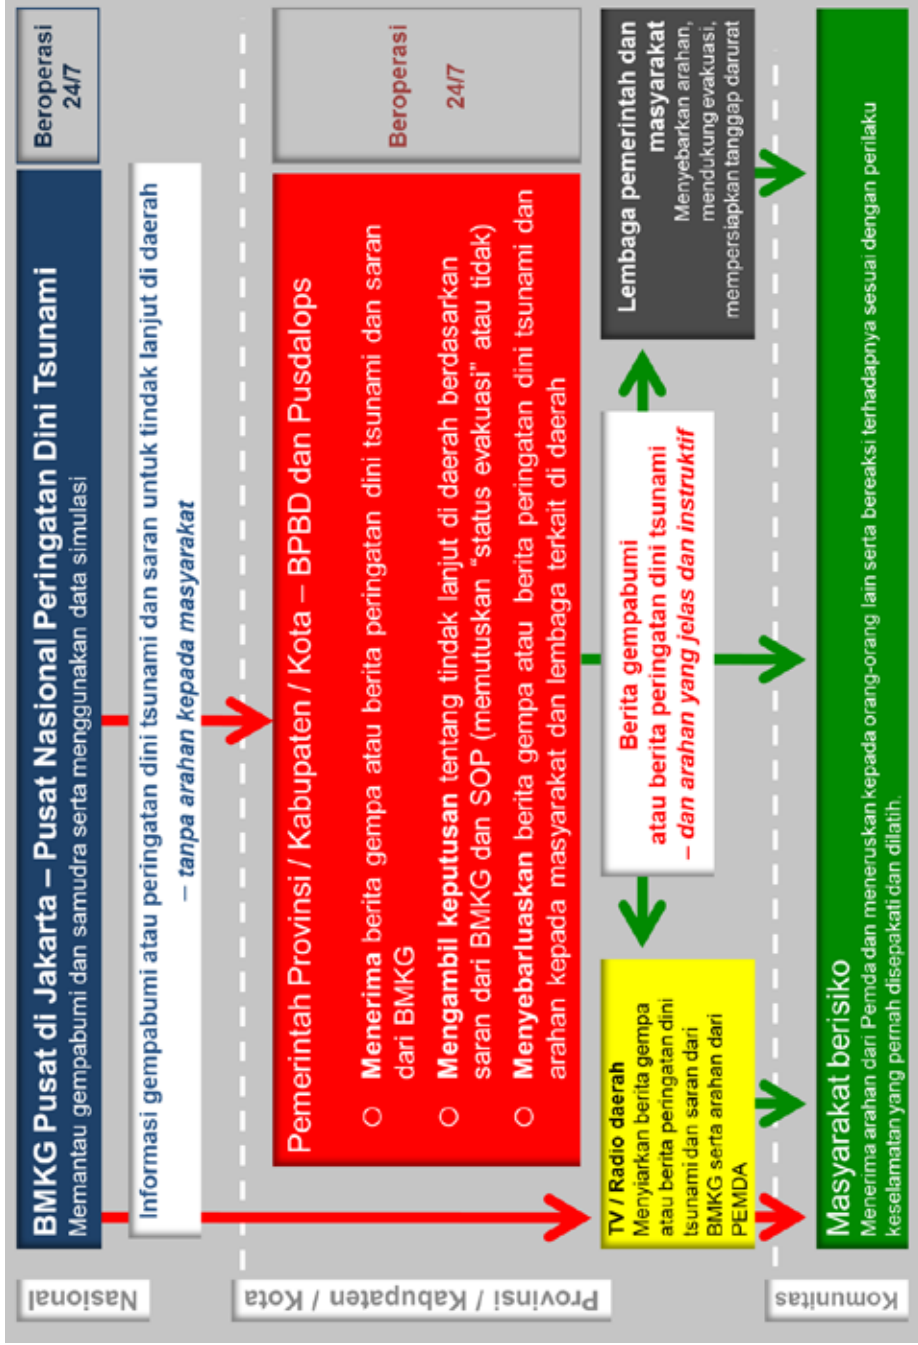 Nasional
BMKG Pusat di Jakarta – Pusat Nasional Peringatan Dini Tsunami
Memantau gempabumi dan samudra serta menggunakan data simulasi
Beroperasi
24/7
Informasi gempabumi atau peringatan dini tsunami dan saran untuk tindak lanjut di daerah
– tanpa arahan kepada masyarakat
Provinsi / Kabupaten / Kota
Pemerintah Provinsi / Kabupaten / Kota – BPBD dan Pusdalops
○ Menerima berita gempa atau berita peringatan dini tsunami dan saran
dari BMKG
○ Mengambil keputusan tentang tindak lanjut di daerah berdasarkan
saran dari BMKG dan SOP (memutuskan “status evakuasi” atau tidak)
○ Menyebarluaskan berita gempa atau berita peringatan dini tsunami dan
arahan kepada masyarakat dan lembaga terkait di daerah
Beroperasi
24/7
TV / Radio daerah
Menyiarkan berita gempa
atau berita peringatan dini
tsunami dan saran dari
BMKG serta arahan dari
PEMDA
Berita gempabumi
atau berita peringatan dini tsunami
– dan arahan yang jelas dan instruktif
Lembaga pemerintah dan
masyarakat
Menyebarkan arahan,
mendukung evakuasi,
mempersiapkan tanggap darurat
Komunitas
Masyarakat berisiko
Menerima arahan dari Pemda dan meneruskan kepada orang-orang lain serta bereaksi terhadapnya sesuai dengan perilaku
keselamatan yang pernah disepakati dan dilatih.